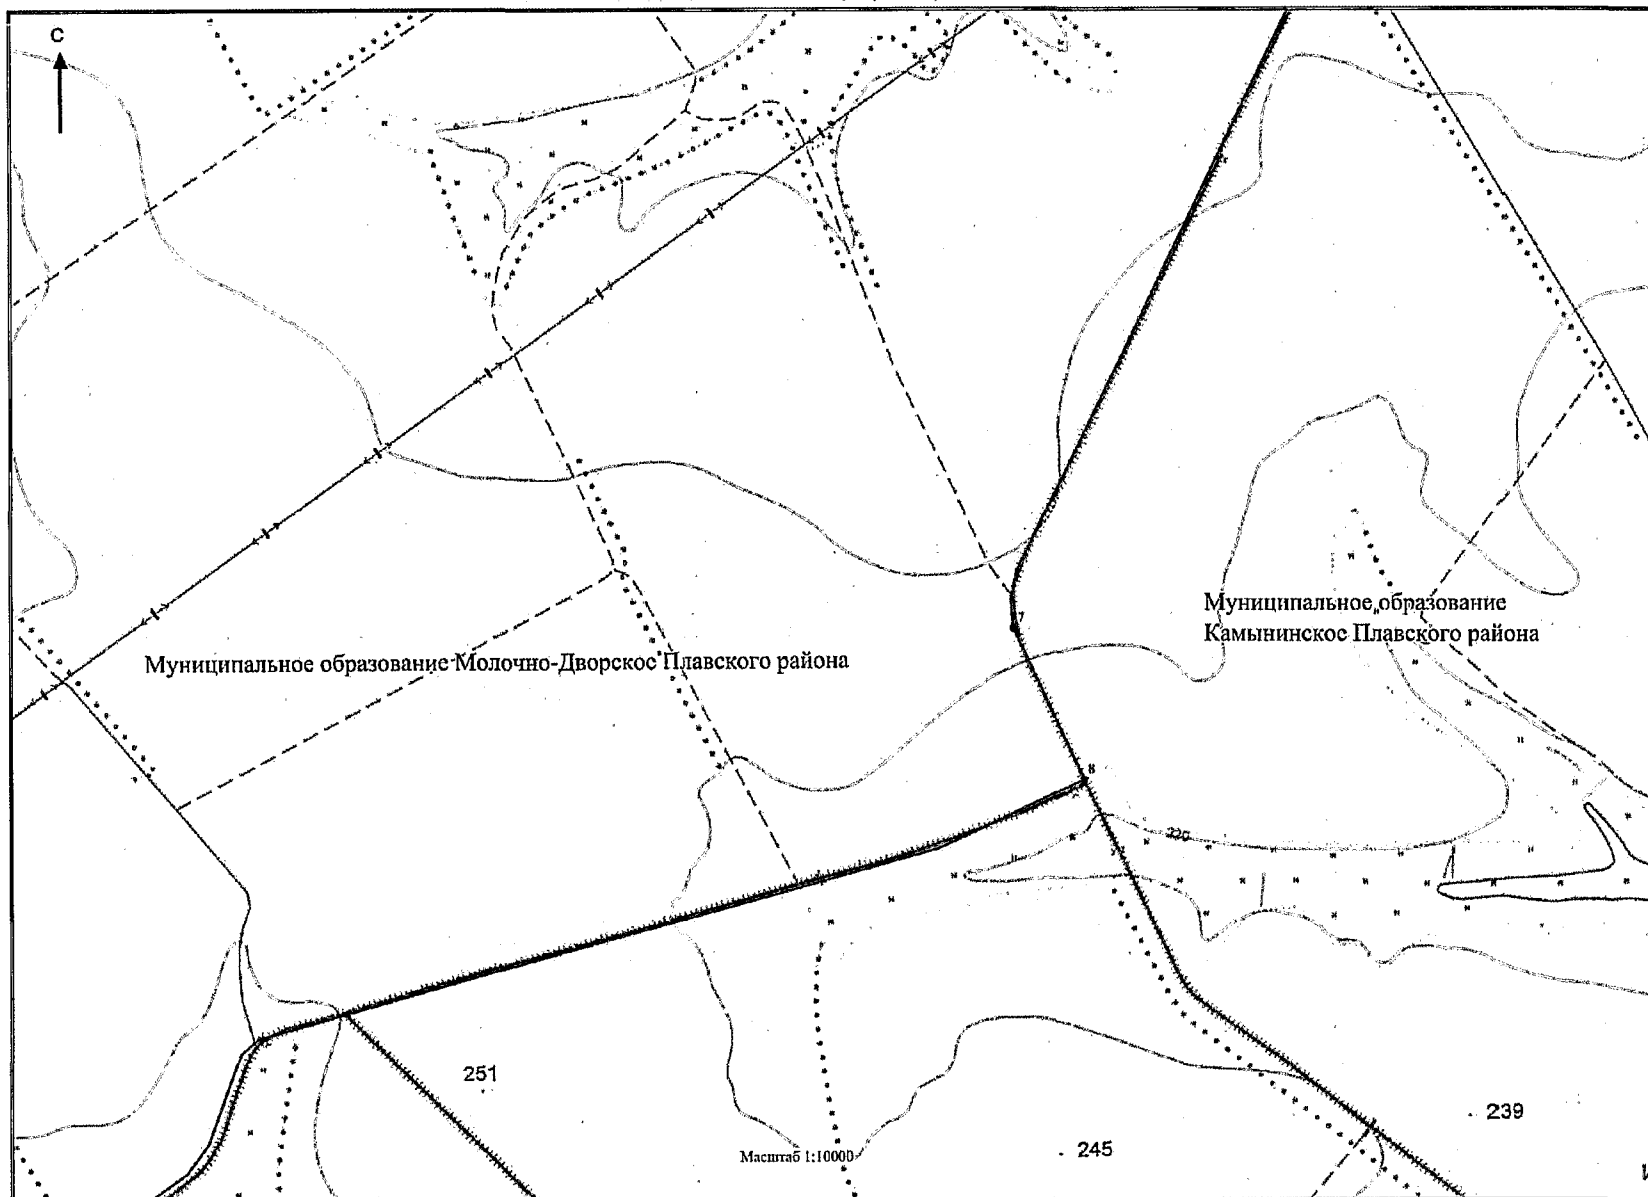 С
7
Муниципальное образование
Камынинское Плавского района
Муниципальное образование Молочно-Дворское Плавского района
8
220
251
239
245
Масштаб 1:10000